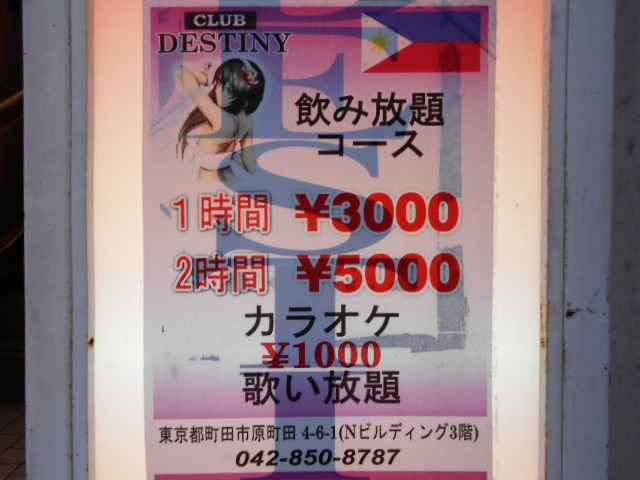 CLUB
DESTINY
飲み放題
コース
1時間 ¥3000
2時間 ¥5000
カラオケ
¥1000
歌い放題
東京都町田市原町田 4-6-1(Nビルディング3階)
042-850-8787